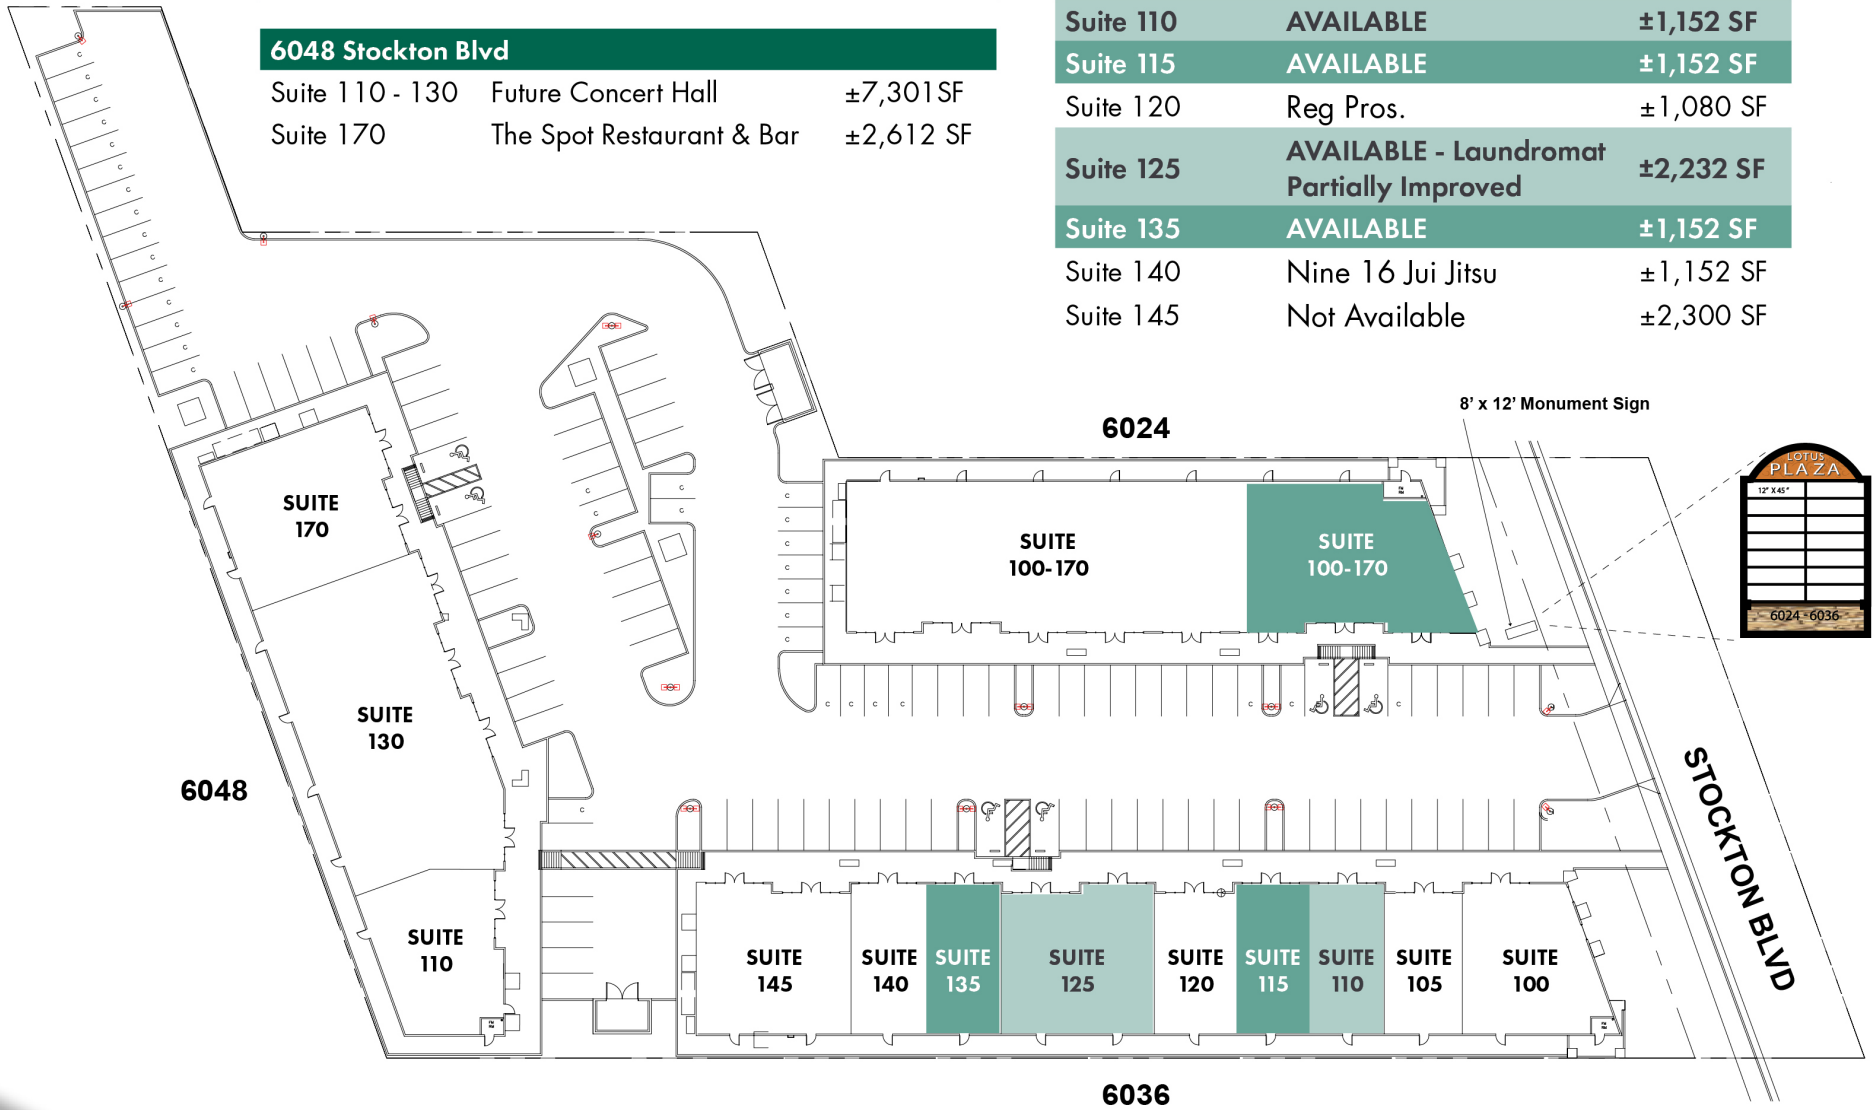 6048 Stockton Blvd
Suite 110 - 130 Future Concert Hall ±7,301SF
Suite 170 The Spot Restaurant & Bar ±2,612 SF
Suite 110 AVAILABLE ±1,152 SF
Suite 115 AVAILABLE ±1,152 SF
Suite 120 Reg Pros. ±1,080 SF
Suite 125 AVAILABLE - Laundromat Partially Improved ±2,232 SF
Suite 135 AVAILABLE ±1,152 SF
Suite 140 Nine 16 Jui Jitsu ±1,152 SF
Suite 145 Not Available ±2,300 SF
8’ x 12’ Monument Sign
6024
LOTUS
PLAZA
12" X 45"
6024 - 6036
SUITE
170
SUITE
100-170
SUITE
100-170
SUITE
130
6048
STOCKTON BLVD
SUITE
110
SUITE
145
SUITE
140
SUITE
135
SUITE
125
SUITE
120
SUITE
115
SUITE
110
SUITE
105
SUITE
100
6036